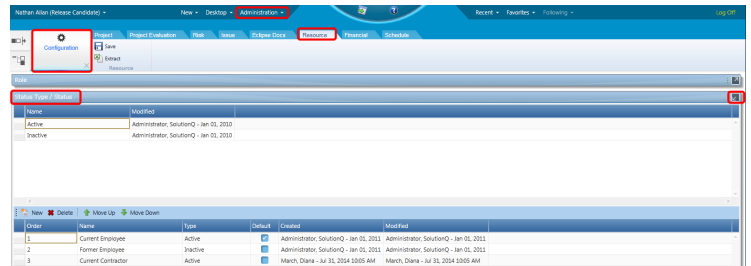 Nathan Allan (Release Candidate) New Desktop Administration Recent Favorites Following Log Off
Configuration
Project Project Evaluation Risk Issue Eclipse Docs Resource Financial Schedule
Save
Extract
Resource
Role
Status Type / Status
Name Modified
Active Administrator, SolutionQ - Jan 01, 2010
Inactive Administrator, SolutionQ - Jan 01, 2010
New Delete Move Up Move Down
Order Name Type Default Created Modified
1 Current Employee Active Administrator, SolutionQ - Jan 01, 2011 Administrator, SolutionQ - Jan 01, 2011
2 Former Employee Inactive Administrator, SolutionQ - Jan 01, 2011 Administrator, SolutionQ - Jan 01, 2011
3 Current Contractor Active March, Diana - Jul 31, 2014 10:05 AM March, Diana - Jul 31, 2014 10:05 AM